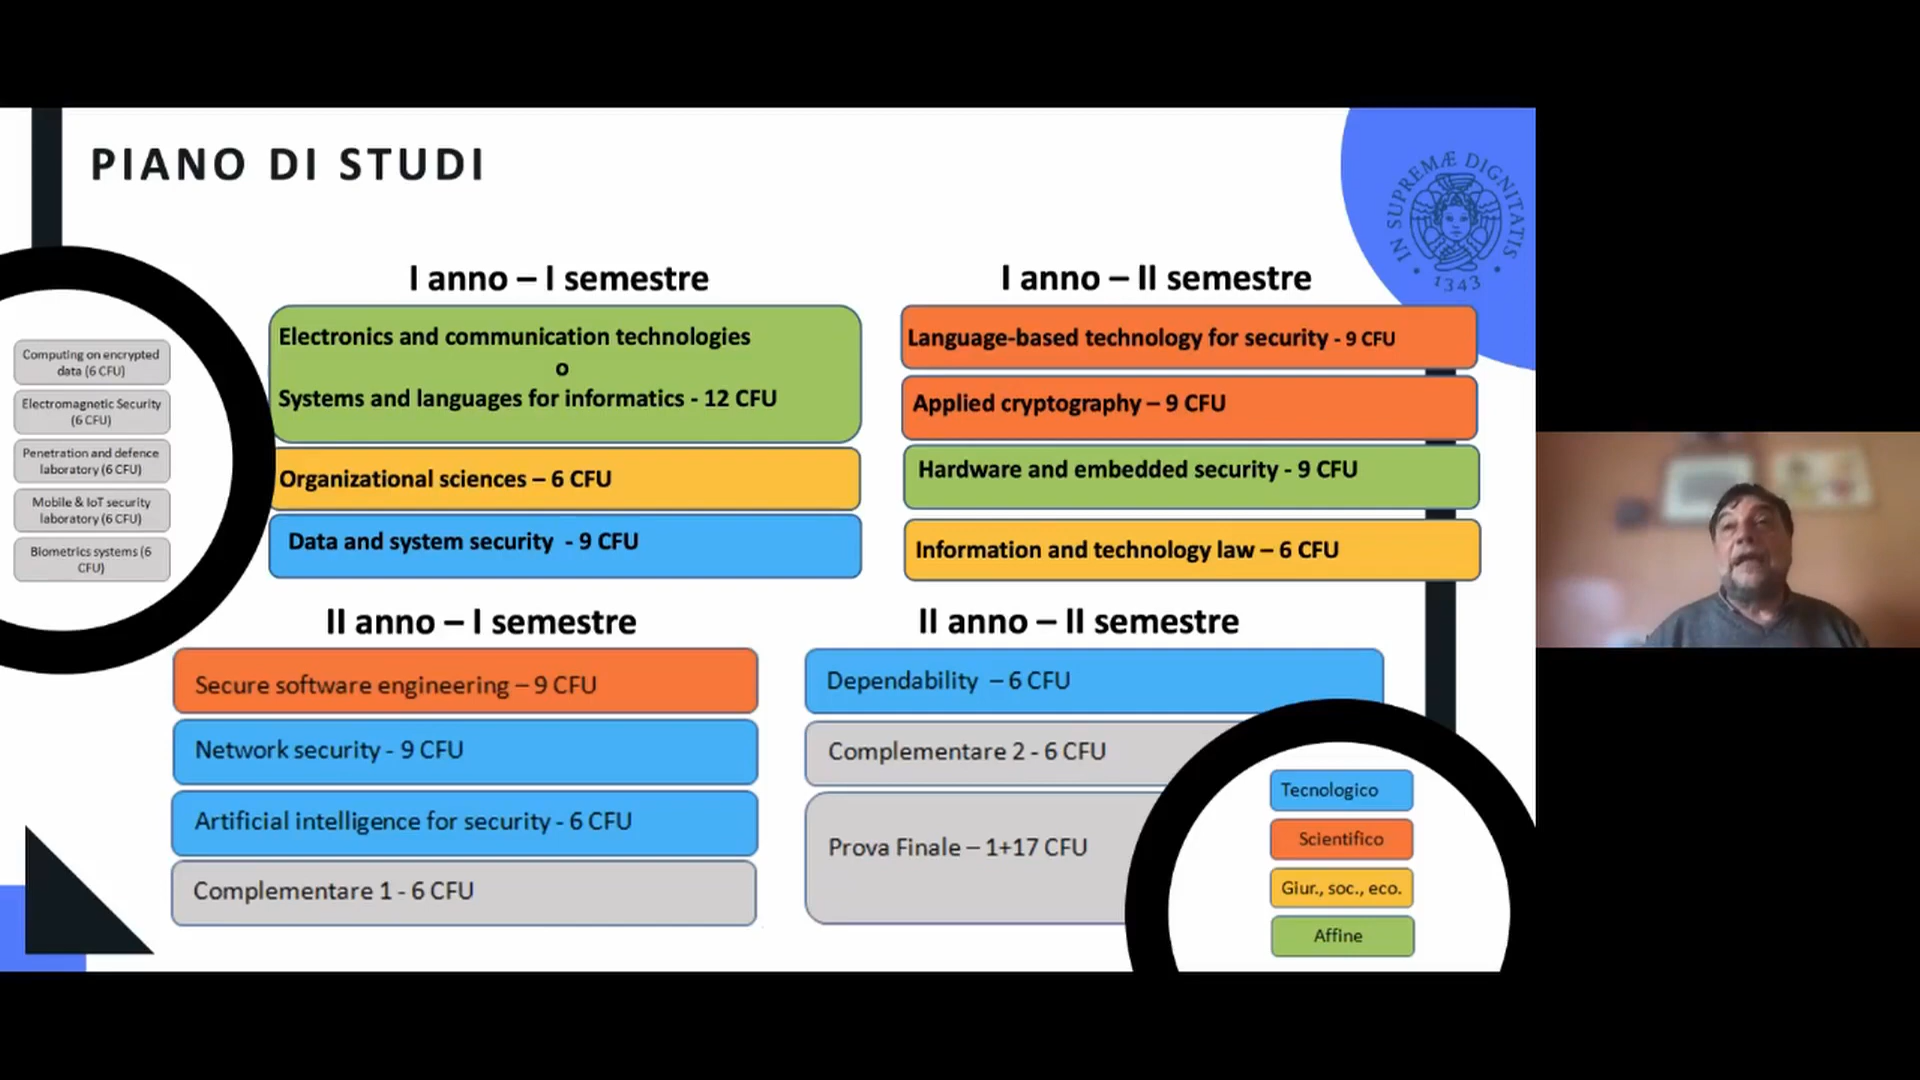 PIANO DI STUDI
IN SUPREMÆ DIGNITATIS
1343
I anno – I semestre
Electronics and communication technologies
o
Systems and languages for informatics - 12 CFU
Organizational sciences – 6 CFU
Data and system security - 9 CFU
I anno – II semestre
Language-based technology for security - 9 CFU
Applied cryptography – 9 CFU
Hardware and embedded security - 9 CFU
Information and technology law – 6 CFU
Computing on encrypted
data (6 CFU)
Electromagnetic Security
(6 CFU)
Penetration and defence
laboratory (6 CFU)
Mobile & IoT security
laboratory (6 CFU)
Biometrics systems (6
CFU)
II anno – I semestre
Secure software engineering – 9 CFU
Network security - 9 CFU
Artificial intelligence for security - 6 CFU
Complementare 1 - 6 CFU
II anno – II semestre
Dependability – 6 CFU
Complementare 2 - 6 CFU
Prova Finale – 1+17 CFU
Tecnologico
Scientifico
Giur., soc., eco.
Affine